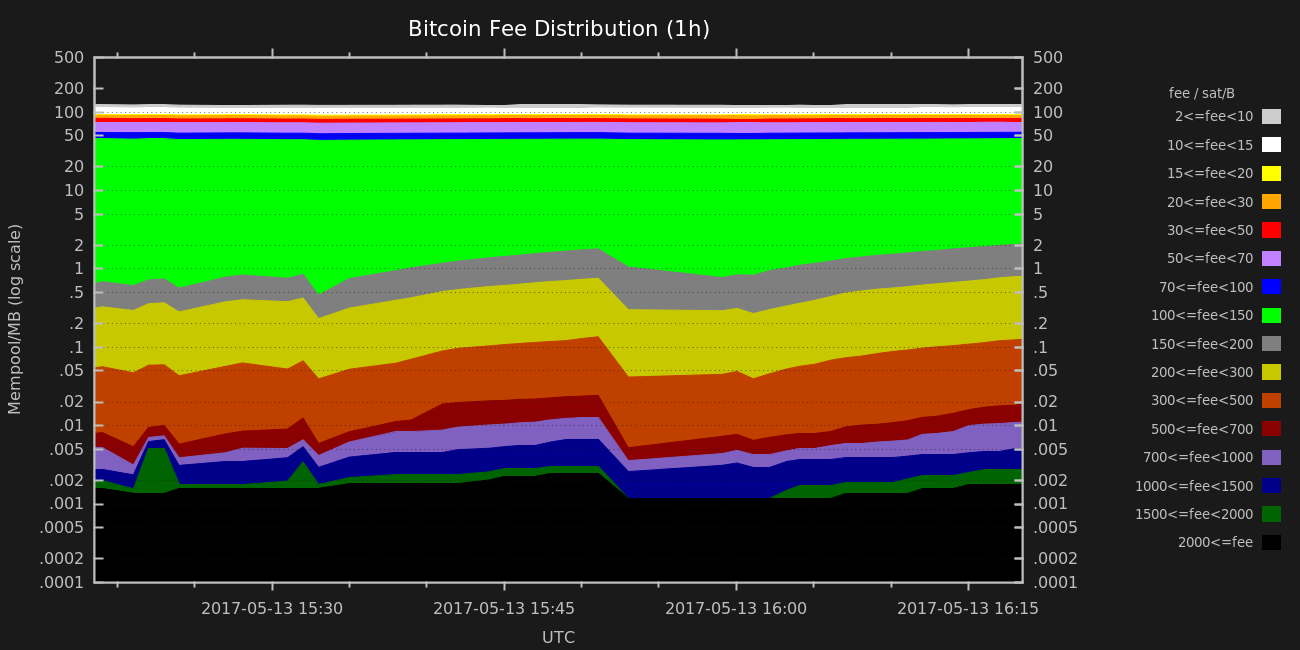 Bitcoin Fee Distribution (1h)
500 500
200 200
100 100
50 50
20 20
10 10
5 5
2 2
1 1
.5 .5
.2 .2
.1 .1
.05 .05
.02 .02
.01 .01
.005 .005
.002 .002
.001 .001
.0005 .0005
.0002 .0002
.0001 .0001
Mempool/MB (log scale)
2017-05-13 15:30 2017-05-13 15:45 2017-05-13 16:00 2017-05-13 16:15
UTC
fee / sat/B
2<=fee<10
10<=fee<15
15<=fee<20
20<=fee<30
30<=fee<50
50<=fee<70
70<=fee<100
100<=fee<150
150<=fee<200
200<=fee<300
300<=fee<500
500<=fee<700
700<=fee<1000
1000<=fee<1500
1500<=fee<2000
2000<=fee